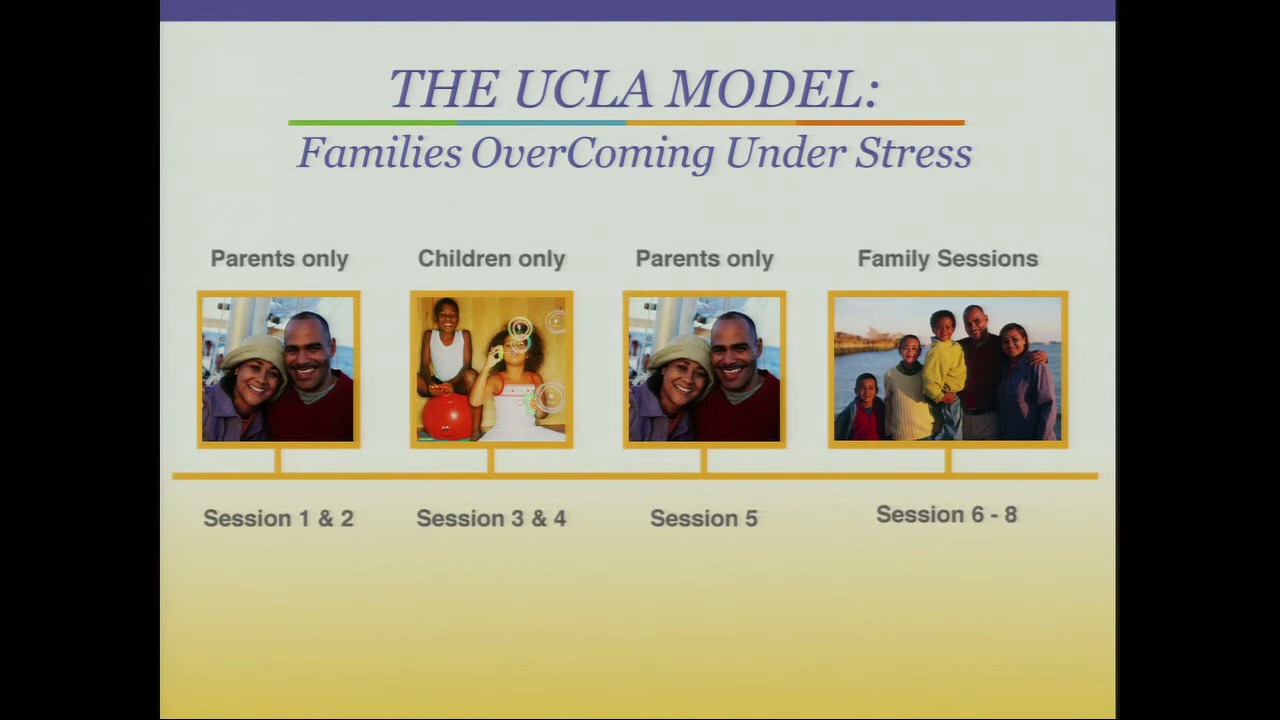 THE UCLA MODEL:
Families OverComing Under Stress
Parents only
Children only
Parents only
Family Sessions
Session 1 & 2
Session 3 & 4
Session 5
Session 6 - 8